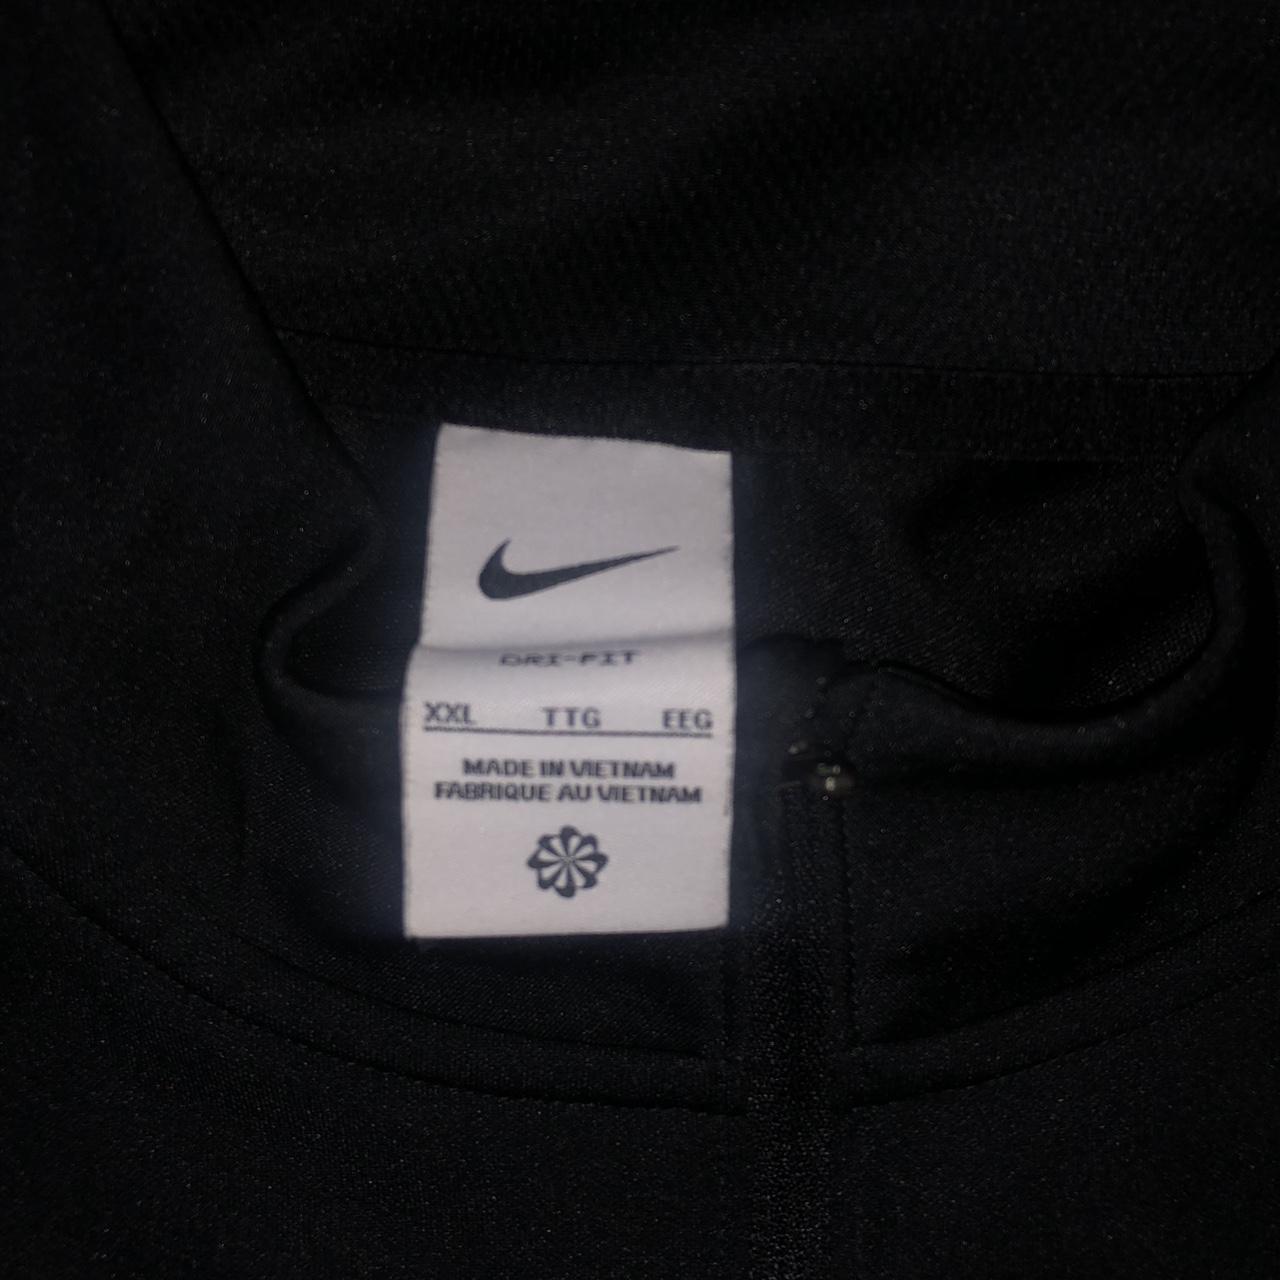 DRI-FIT
XXL TTG EEG
MADE IN VIETNAM
FABRIQUE AU VIETNAM